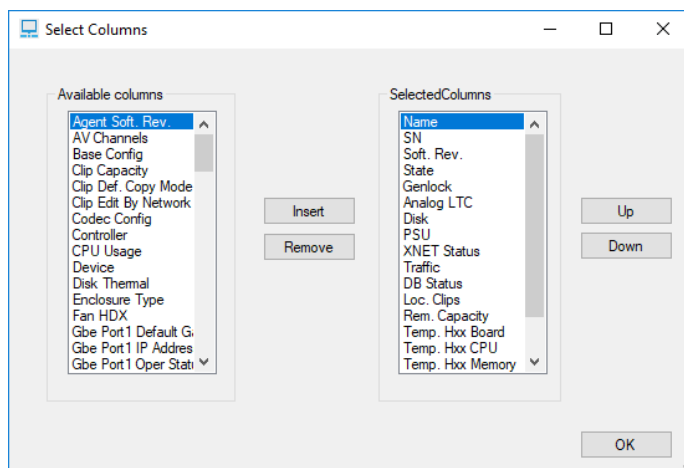 Select Columns
Available columns
Agent Soft. Rev.
AV Channels
Base Config
Clip Capacity
Clip Def. Copy Mode
Clip Edit By Network
Codec Config
Controller
CPU Usage
Device
Disk Thermal
Enclosure Type
Fan HDX
Gbe Port1 Default G
Gbe Port1 IP Addres
Gbe Port1 Oper Stat
Insert
Remove
SelectedColumns
Name
SN
Soft. Rev.
State
Genlock
Analog LTC
Disk
PSU
XNET Status
Traffic
DB Status
Loc. Clips
Rem. Capacity
Temp. Hxx Board
Temp. Hxx CPU
Temp. Hxx Memory
Up
Down
OK